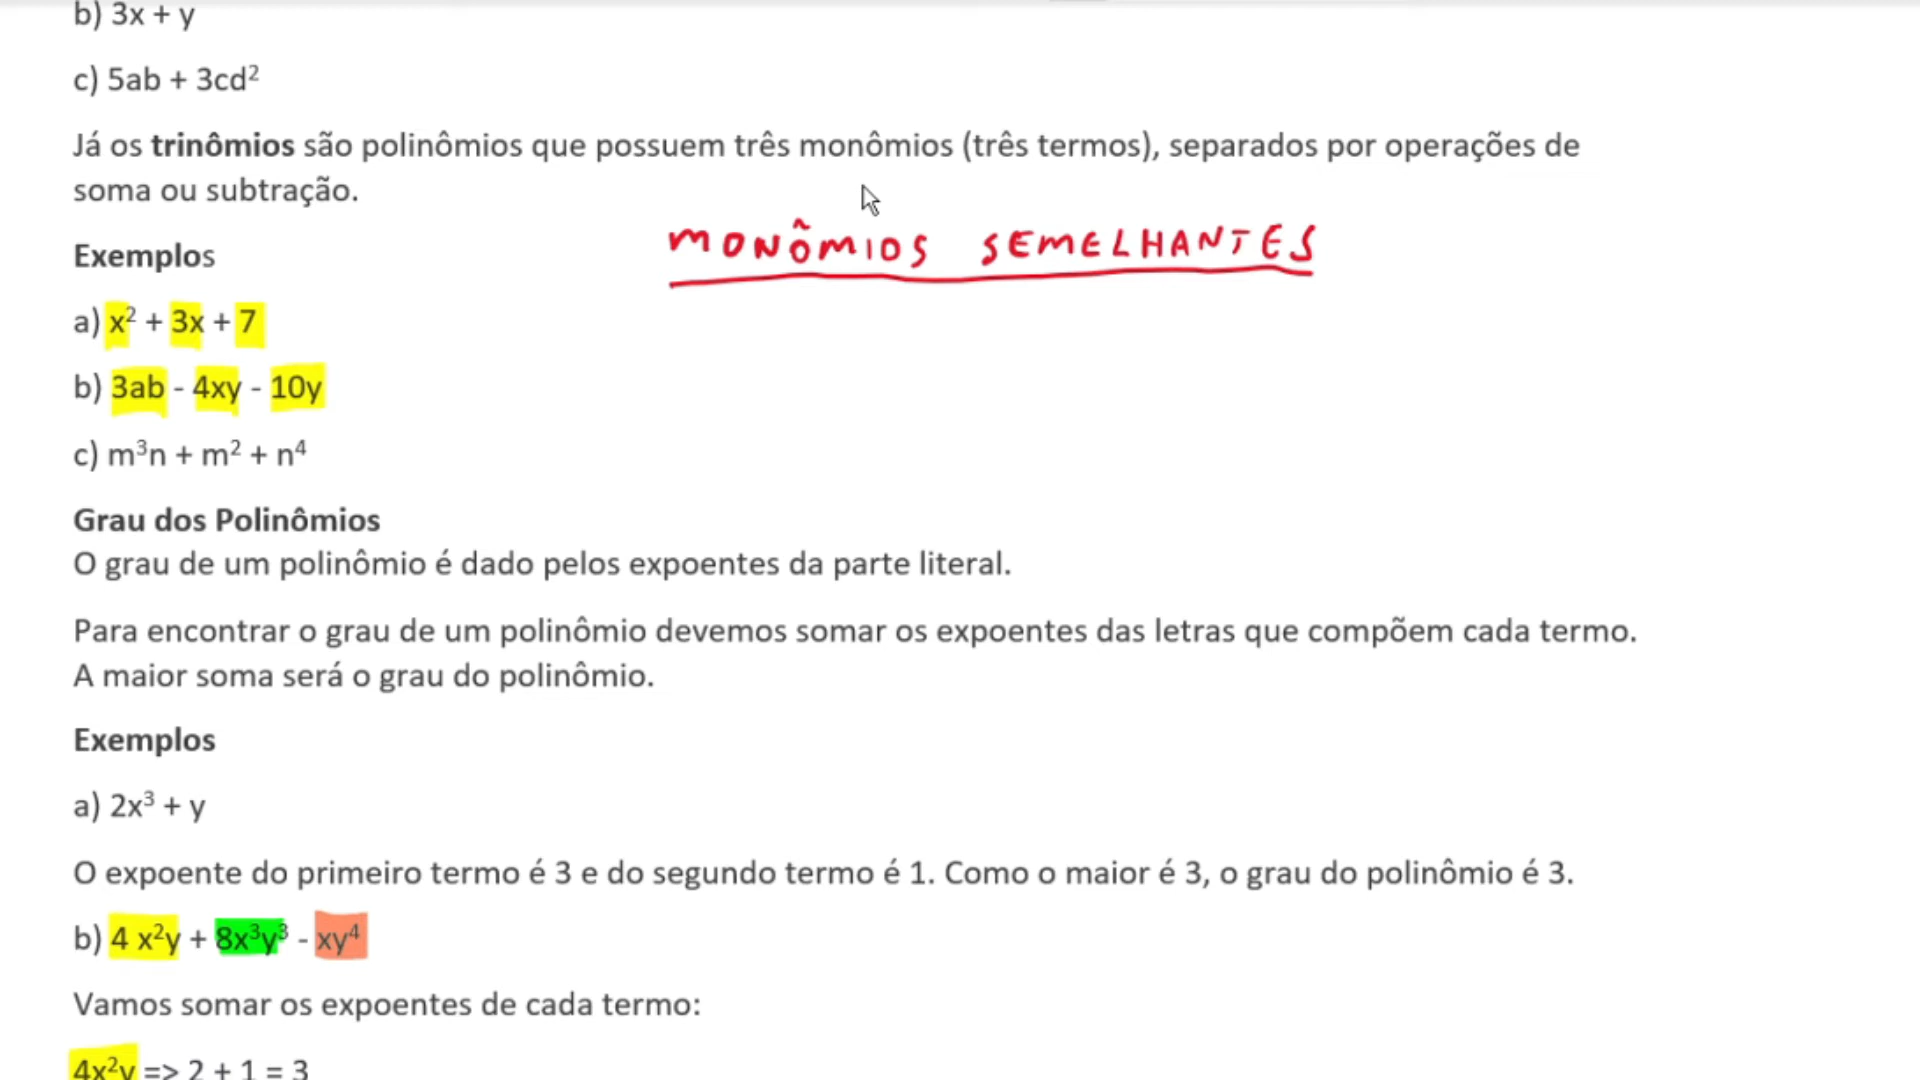 b) 3x + y
c) 5ab + 3cd²
Já os trinômios são polinômios que possuem três monômios (três termos), separados por operações de
soma ou subtração.
MONÔMIOS SEMELHANTES
Exemplos
a) x² + 3x + 7
b) 3ab - 4xy - 10y
c) m³n + m² + n⁴
Grau dos Polinômios
O grau de um polinômio é dado pelos expoentes da parte literal.
Para encontrar o grau de um polinômio devemos somar os expoentes das letras que compõem cada termo.
A maior soma será o grau do polinômio.
Exemplos
a) 2x³ + y
O expoente do primeiro termo é 3 e do segundo termo é 1. Como o maior é 3, o grau do polinômio é 3.
b) 4 x²y + 8x³y³ - xy⁴
Vamos somar os expoentes de cada termo:
4x²y => 2 + 1 = 3